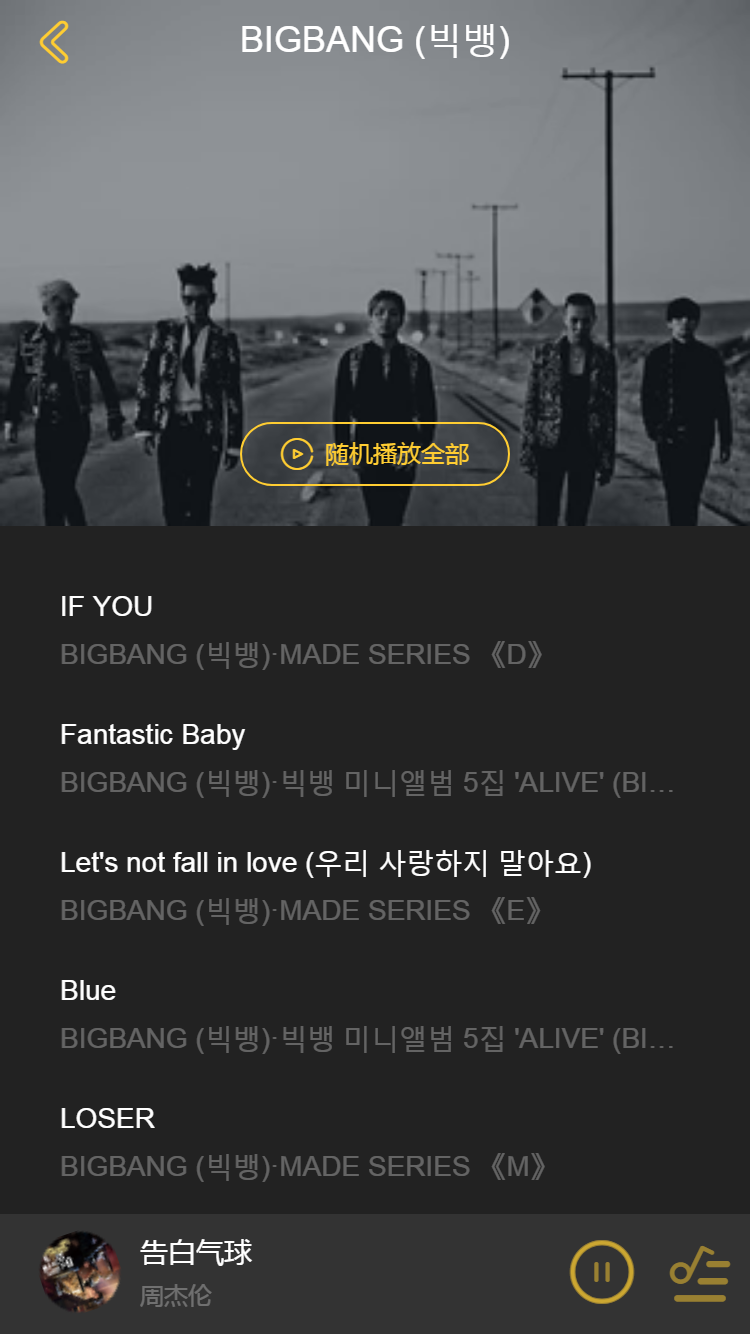 BIGBANG (빅뱅)
随机播放全部
IF YOU
BIGBANG (빅뱅)·MADE SERIES 《D》
Fantastic Baby
BIGBANG (빅뱅)·빅뱅 미니앨범 5집 'ALIVE' (BI...
Let's not fall in love (우리 사랑하지 말아요)
BIGBANG (빅뱅)·MADE SERIES 《E》
Blue
BIGBANG (빅뱅)·빅뱅 미니앨범 5집 'ALIVE' (BI...
LOSER
BIGBANG (빅뱅)·MADE SERIES 《M》
告白气球
周杰伦